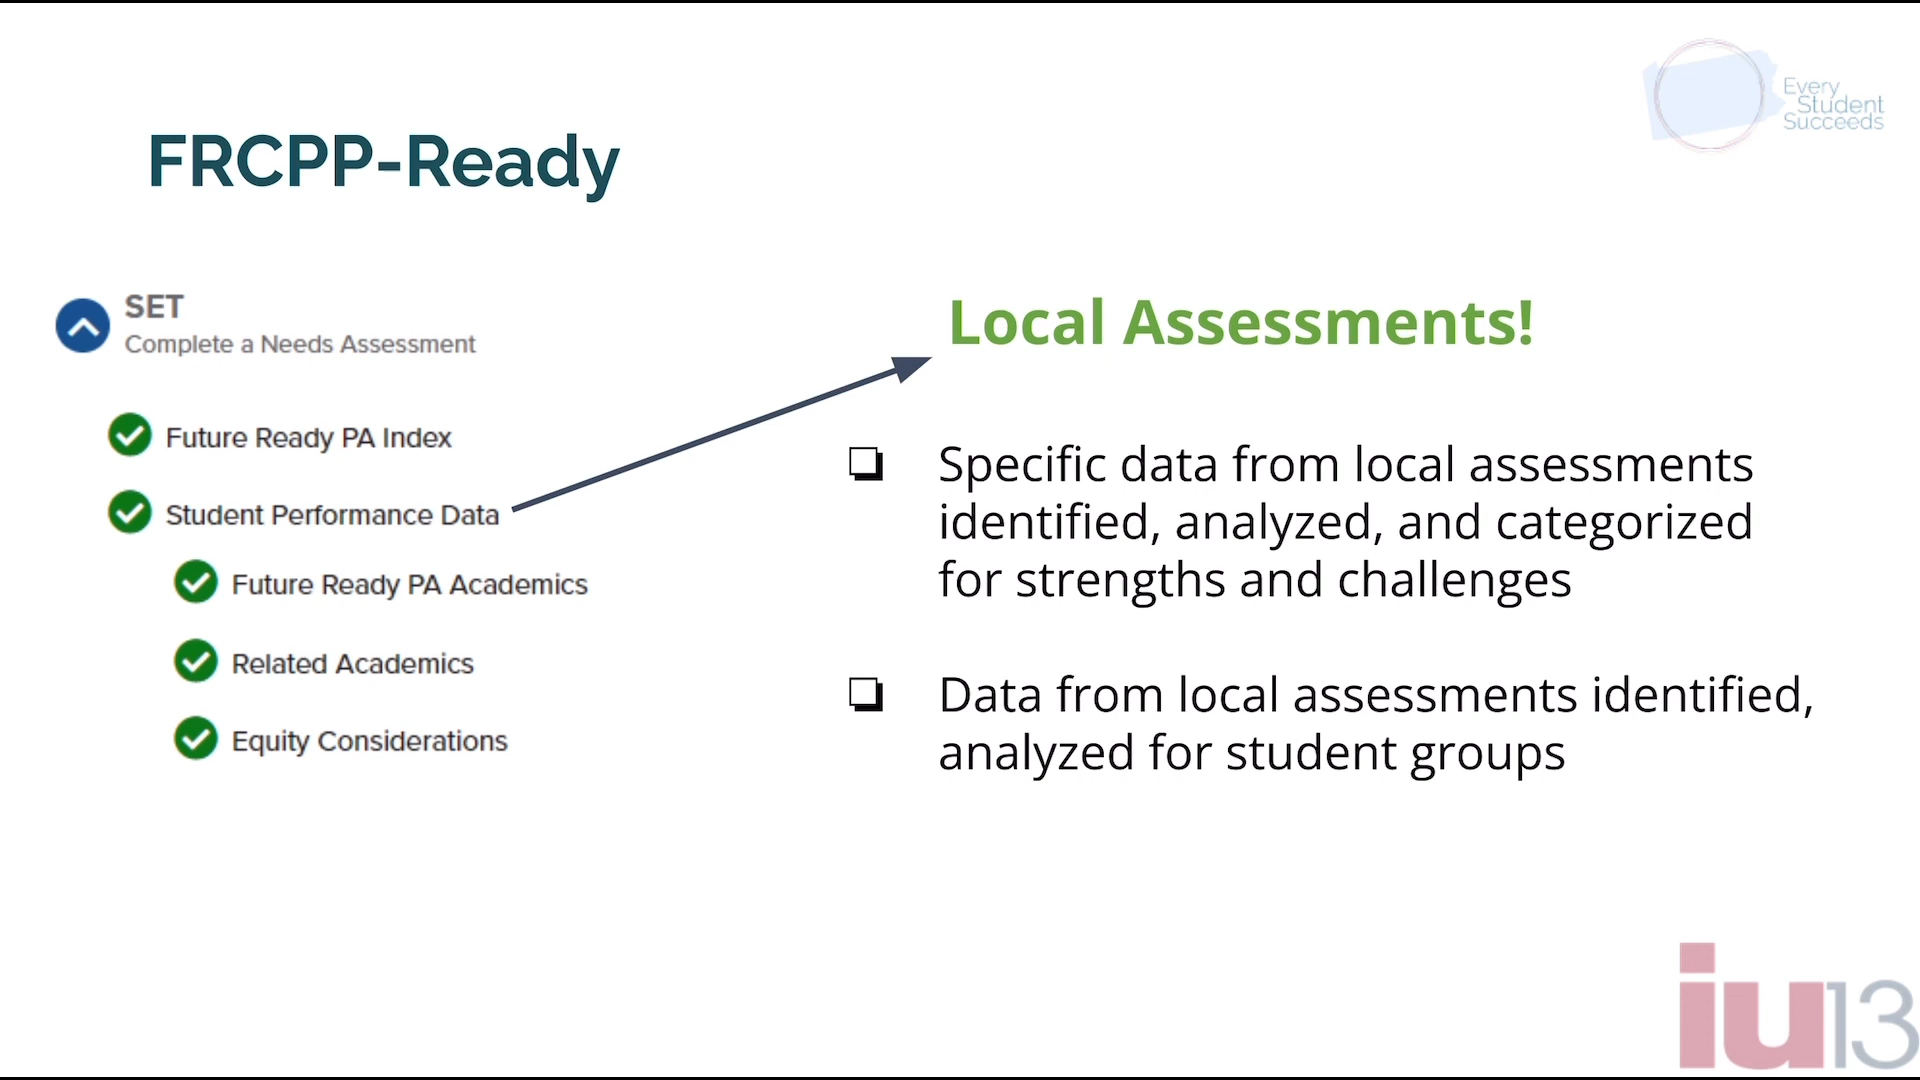 Every
Student
Succeeds
FRCPP-Ready
SET
Complete a Needs Assessment
Future Ready PA Index
Student Performance Data
Future Ready PA Academics
Related Academics
Equity Considerations
Local Assessments!
Specific data from local assessments
identified, analyzed, and categorized
for strengths and challenges
Data from local assessments identified,
analyzed for student groups
iu13